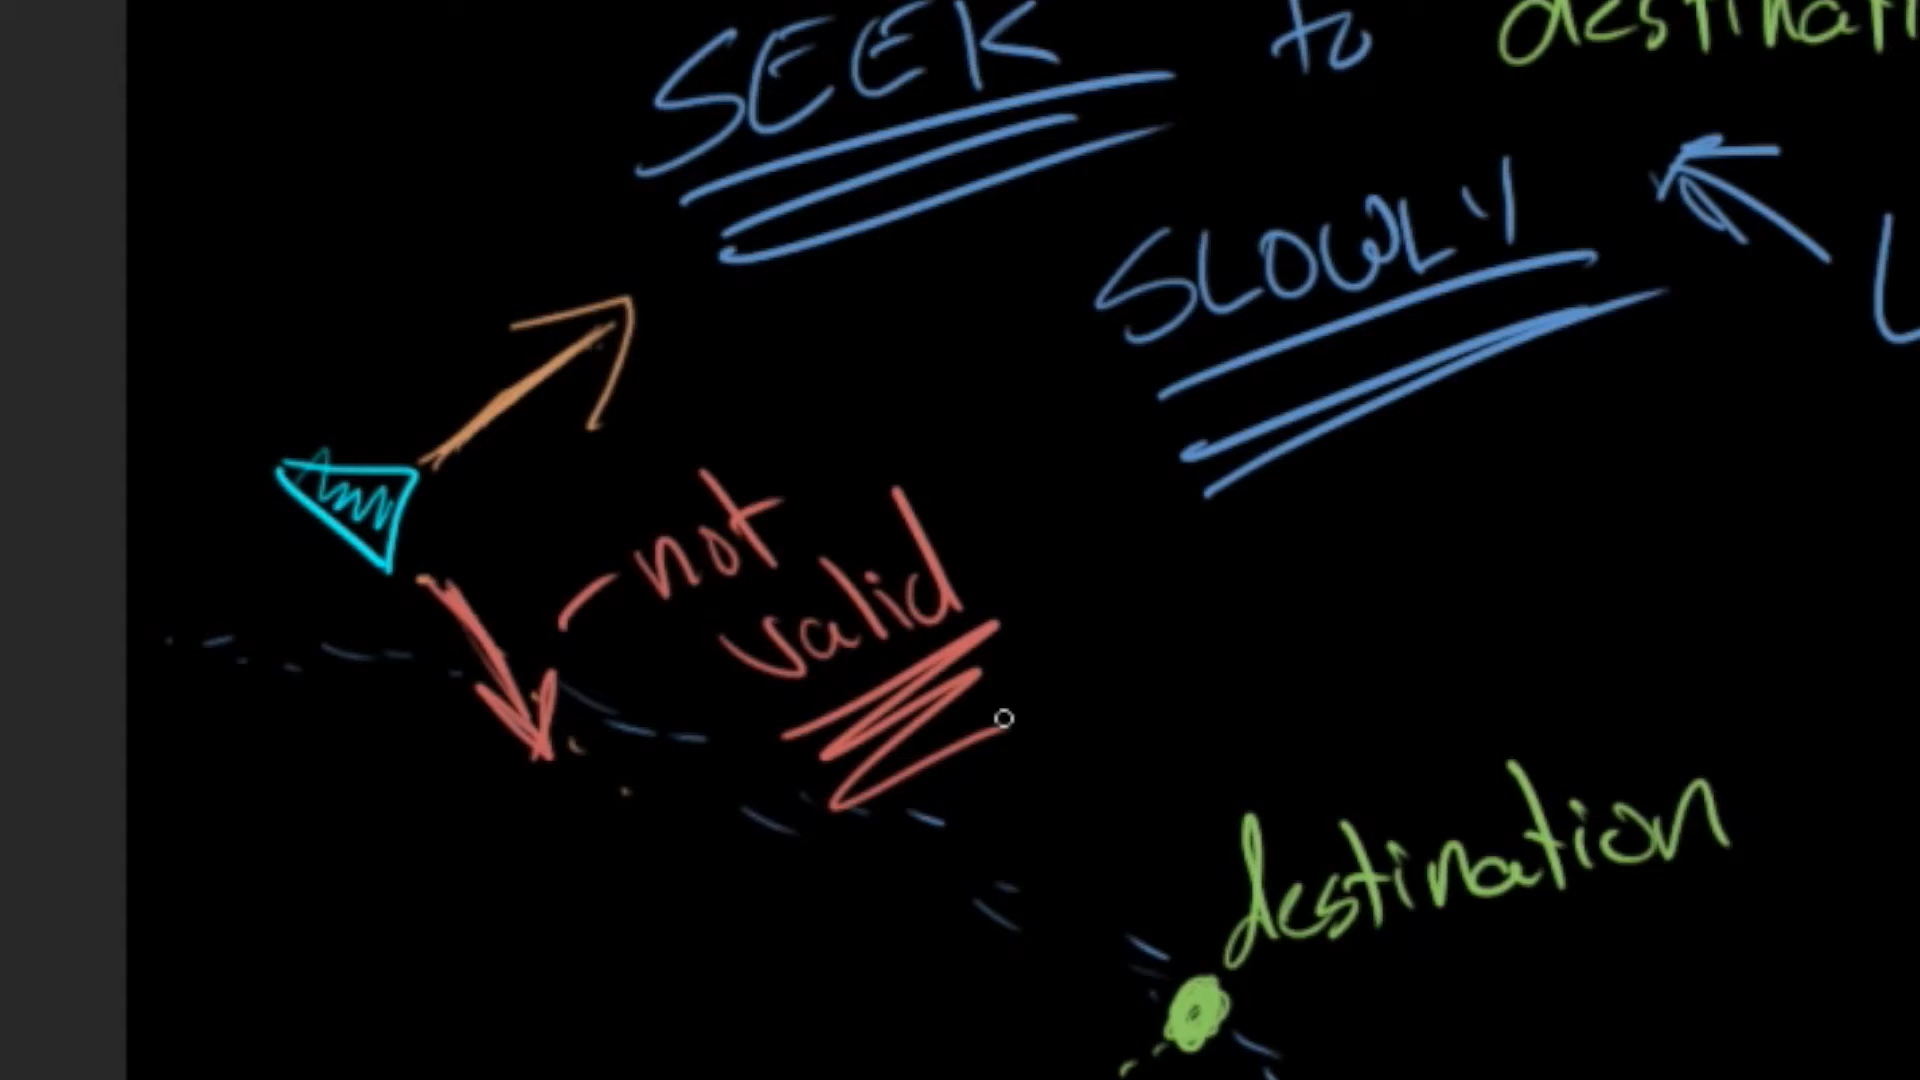 SEEK to destinati
SLOWLY
not
valid
destination